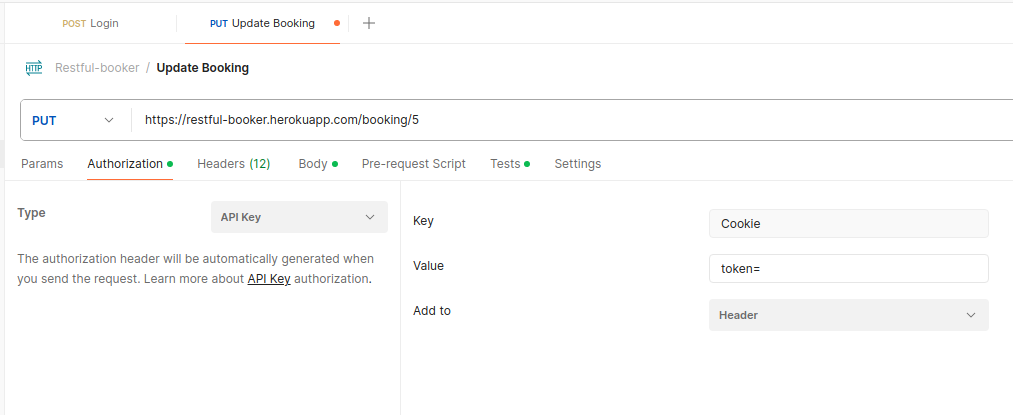 POST Login PUT Update Booking
HTTP Restful-booker / Update Booking
PUT https://restful-booker.herokuapp.com/booking/5
Params Authorization Headers (12) Body Pre-request Script Tests Settings
Type API Key
The authorization header will be automatically generated when
you send the request. Learn more about API Key authorization.
Key Cookie
Value token=
Add to Header